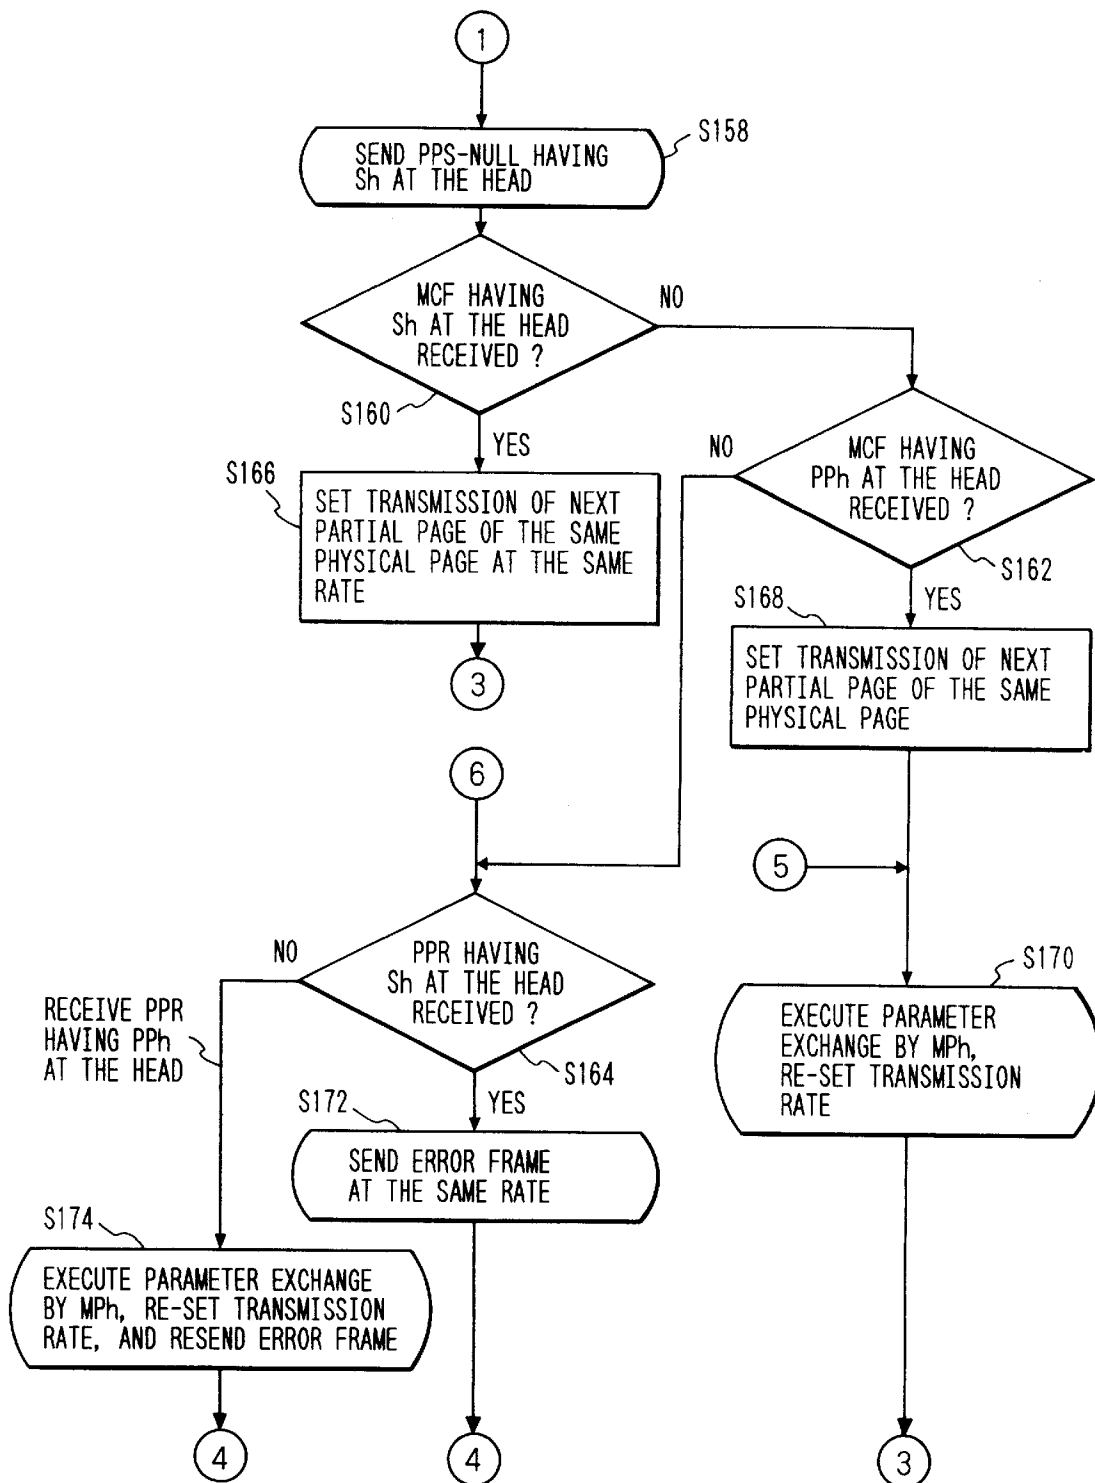 1
S158
SEND PPS-NULL HAVING
Sh AT THE HEAD
MCF HAVING
Sh AT THE HEAD
RECEIVED ?
NO
S160
YES
NO
MCF HAVING
PPh AT THE HEAD
RECEIVED ?
S162
YES
S166
SET TRANSMISSION OF NEXT
PARTIAL PAGE OF THE SAME
PHYSICAL PAGE AT THE SAME
RATE
3
S168
SET TRANSMISSION OF NEXT
PARTIAL PAGE OF THE SAME
PHYSICAL PAGE
6
5
NO
PPR HAVING
Sh AT THE HEAD
RECEIVED ?
S164
YES
RECEIVE PPR
HAVING PPh
AT THE HEAD
S170
EXECUTE PARAMETER
EXCHANGE BY MPh,
RE-SET TRANSMISSION
RATE
S172
SEND ERROR FRAME
AT THE SAME RATE
S174
EXECUTE PARAMETER EXCHANGE
BY MPh, RE-SET TRANSMISSION
RATE, AND RESEND ERROR FRAME
4
4
3